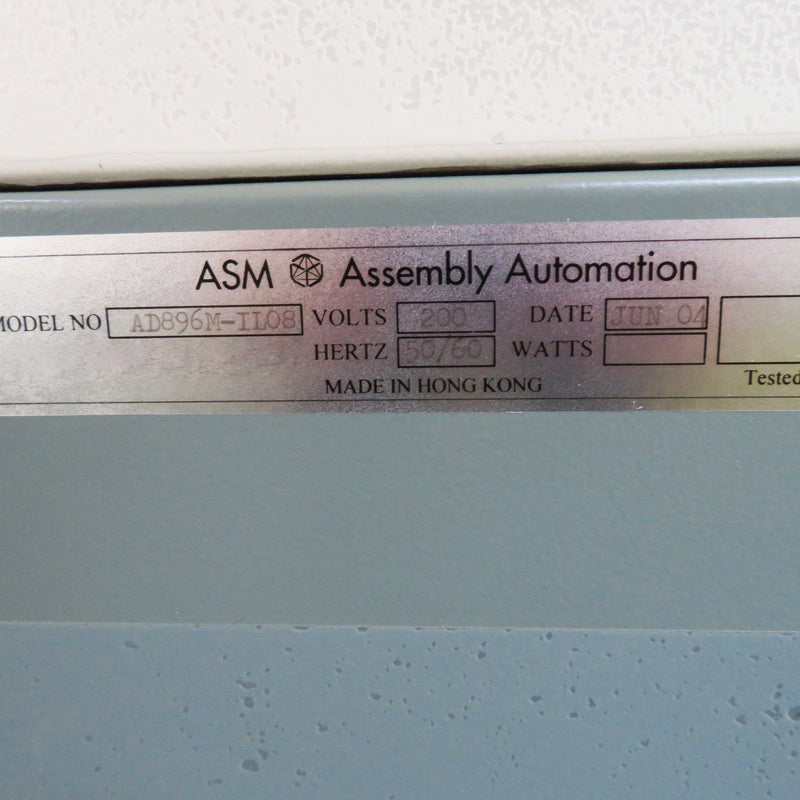 ASM Assembly Automation
MODEL NO AD896M-IL08 VOLTS 200 DATE JUN 04
HERTZ 50/60 WATTS
MADE IN HONG KONG
Tested